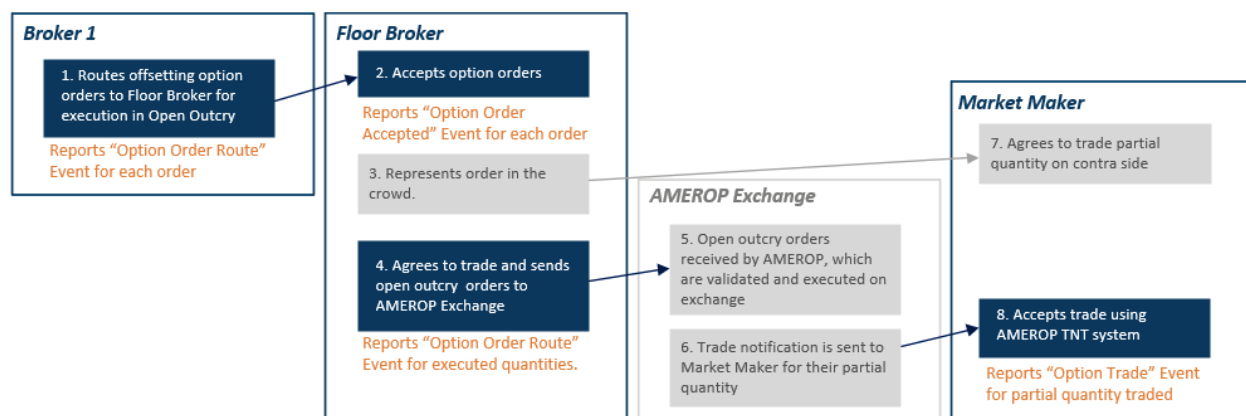 Broker 1
1. Routes offsetting option
orders to Floor Broker for
execution in Open Outcry
Reports “Option Order Route”
Event for each order
Floor Broker
2. Accepts option orders
Reports “Option Order
Accepted” Event for each order
3. Represents order in the
crowd.
4. Agrees to trade and sends
open outcry orders to
AMEROP Exchange
Reports “Option Order Route”
Event for executed quantities.
AMEROP Exchange
5. Open outcry orders
received by AMEROP, which
are validated and executed on
exchange
6. Trade notification is sent to
Market Maker for their partial
quantity
Market Maker
7. Agrees to trade partial
quantity on contra side
8. Accepts trade using
AMEROP TNT system
Reports “Option Trade” Event
for partial quantity traded